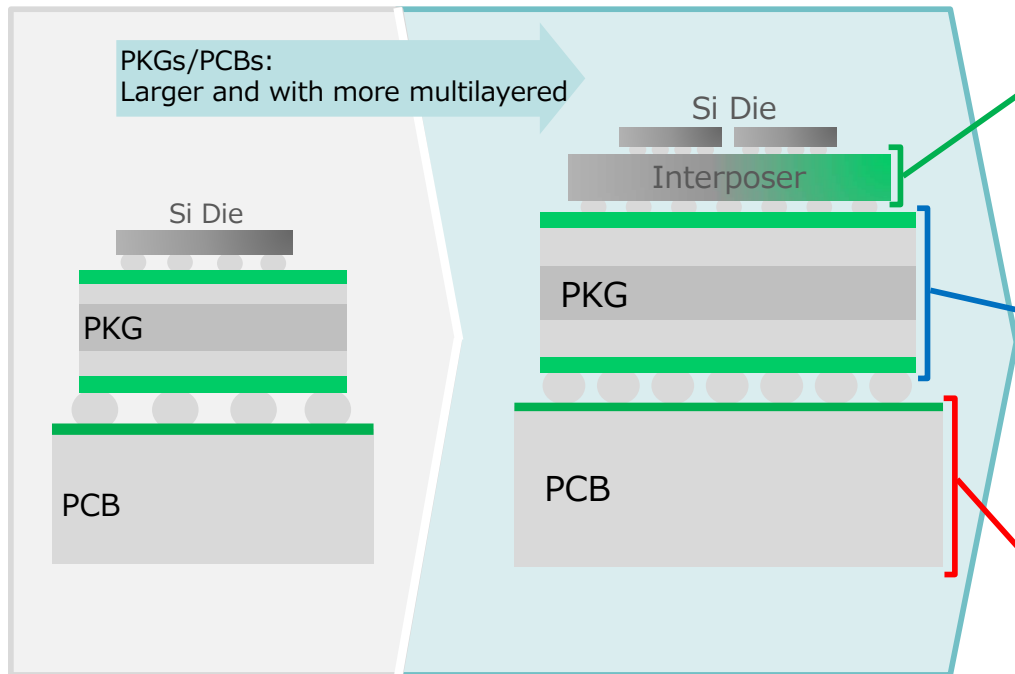 PKGs/PCBs:
Larger and with more multilayered
Si Die
PKG
PCB
Si Die
Interposer
PKG
PCB